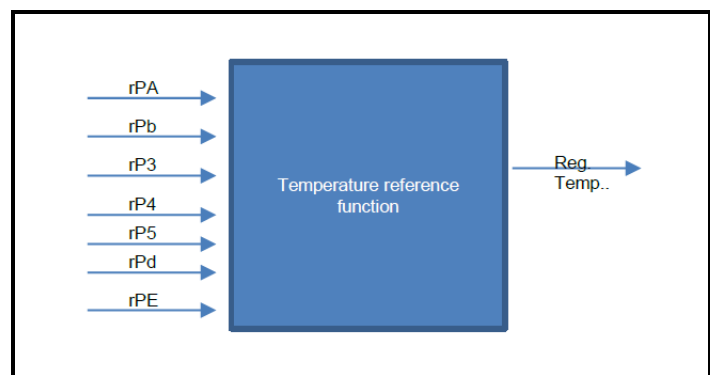 rPA
rPb
rP3
rP4
rP5
rPd
rPE
Temperature reference
function
Reg.
Temp..